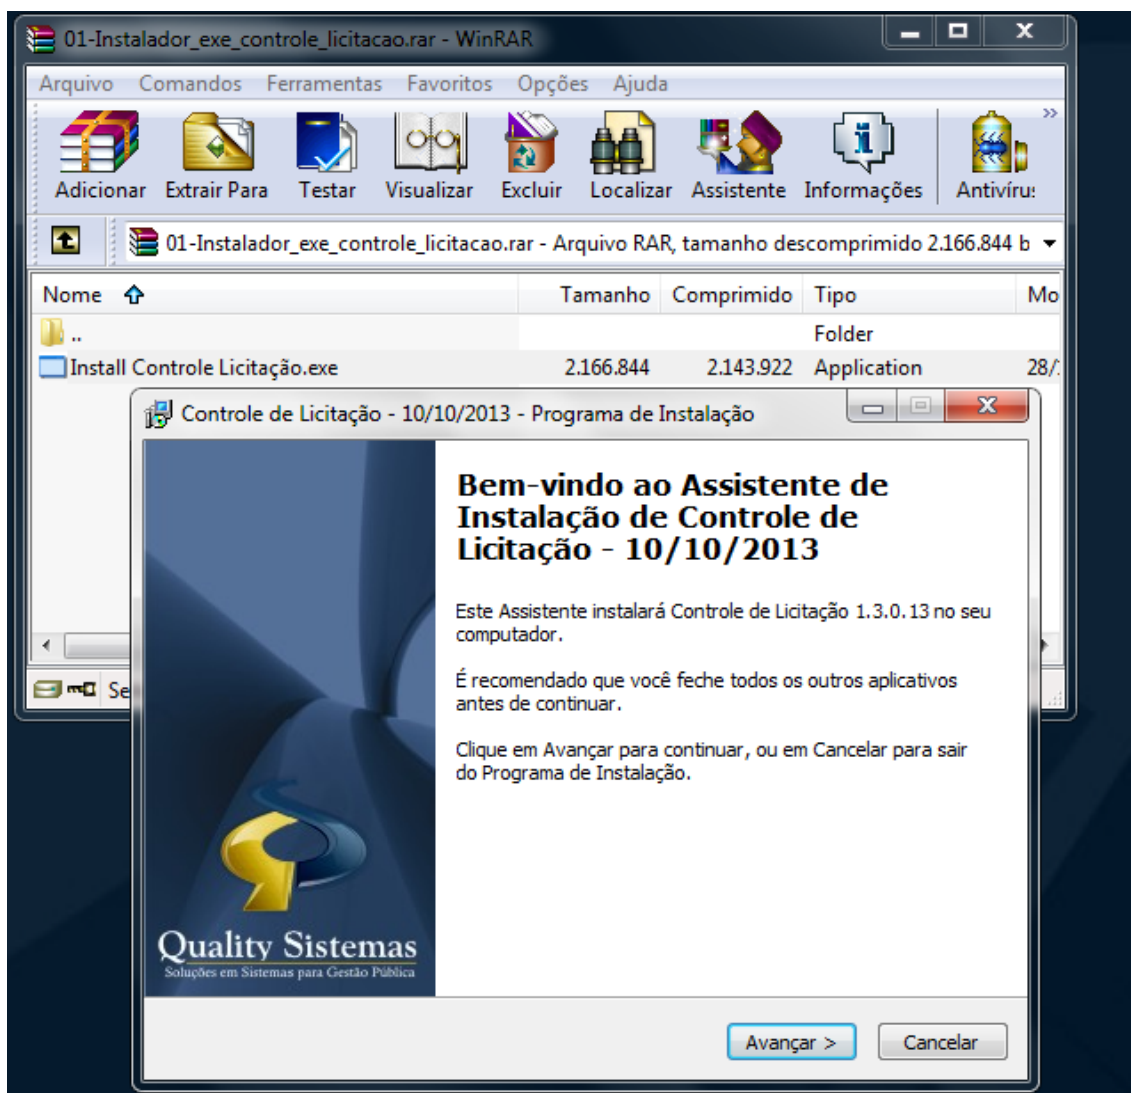 01-Instalador_exe_controle_licitacao.rar - WinRAR
Arquivo Comandos Ferramentas Favoritos Opções Ajuda
Adicionar Extrair Para Testar Visualizar Excluir Localizar Assistente Informações Antivíru
01-Instalador_exe_controle_licitacao.rar - Arquivo RAR, tamanho descomprimido 2.166.844 b
Nome Tamanho Comprimido Tipo Mo
.. Folder
Install Controle Licitação.exe 2.166.844 2.143.922 Application 28/
Se
Controle de Licitação - 10/10/2013 - Programa de Instalação
Bem-vindo ao Assistente de
Instalação de Controle de
Licitação - 10/10/2013
Este Assistente instalará Controle de Licitação 1.3.0.13 no seu
computador.
É recomendado que você feche todos os outros aplicativos
antes de continuar.
Clique em Avançar para continuar, ou em Cancelar para sair
do Programa de Instalação.
Quality Sistemas
Soluções em Sistemas para Gestão Pública
Avançar > Cancelar